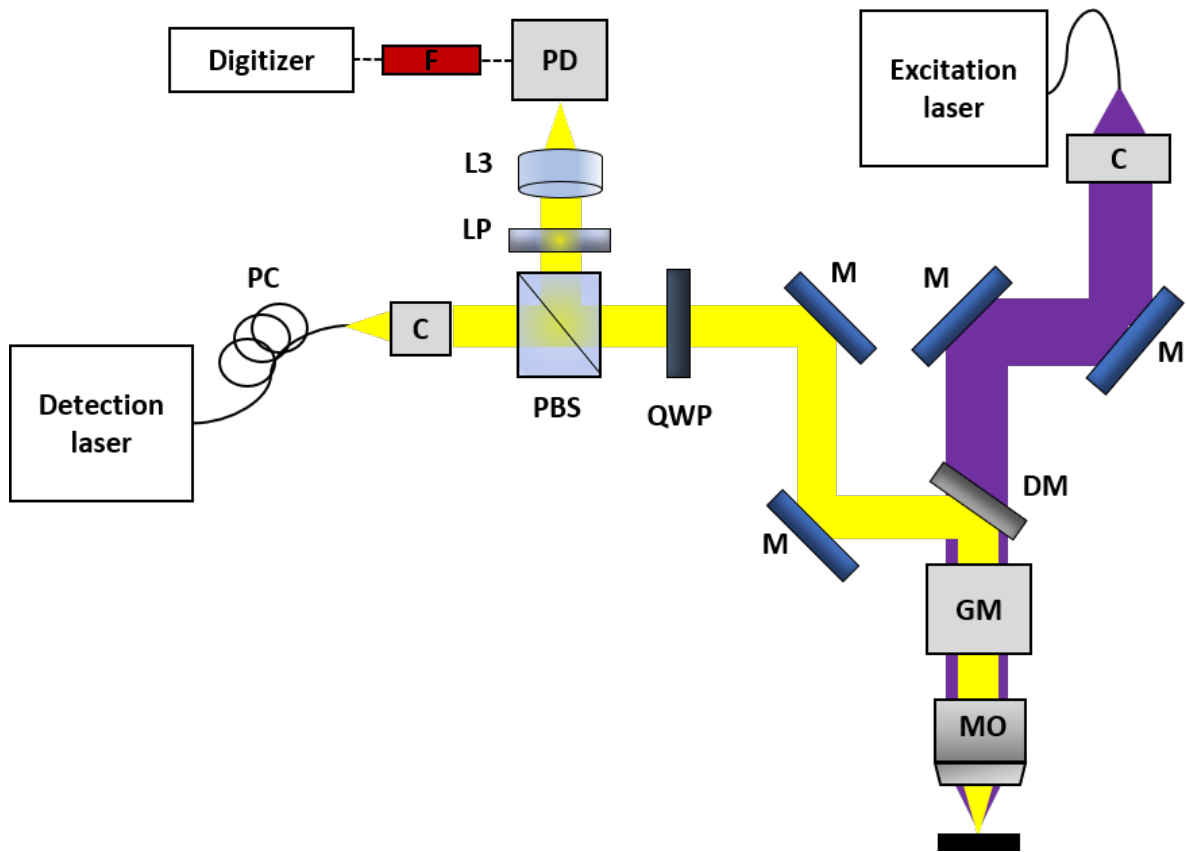 Digitizer
F
PD
Excitation
laser
C
L3
LP
PC
C
M
M
M
Detection
laser
PBS
QWP
DM
M
GM
MO